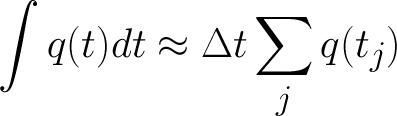 ∫ q(t)dt ≈ Δt ∑_j q(t_j)